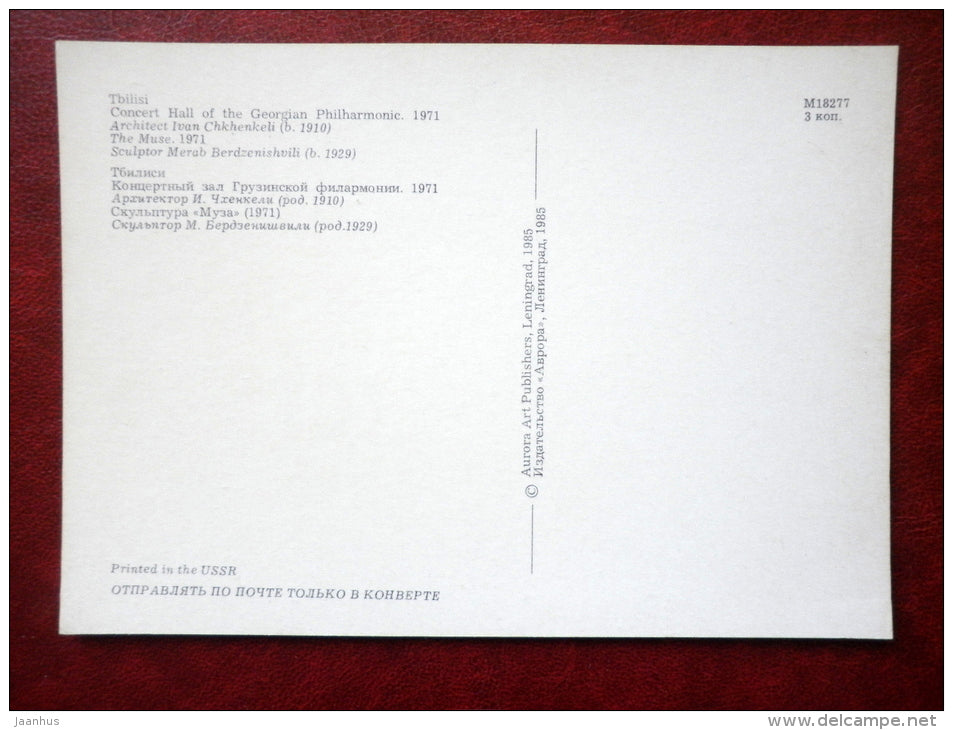 Tbilisi
Concert Hall of the Georgian Philharmonic. 1971
Architect Ivan Chkhenkeli (b. 1910)
The Muse. 1971
Sculptor Merab Berdzenishvili (b. 1929)
Тбилиси
Концертный зал Грузинской филармонии. 1971
Архитектор И. Чхенкели (род. 1910)
Скульптура «Муза» (1971)
Скульптор М. Бердзенишвили (род.1929)
М18277
3 коп.
© Aurora Art Publishers, Leningrad, 1985
Издательство «Аврора», Ленинград, 1985
Printed in the USSR
ОТПРАВЛЯТЬ ПО ПОЧТЕ ТОЛЬКО В КОНВЕРТЕ
Jaanhus
www.delcampe.net